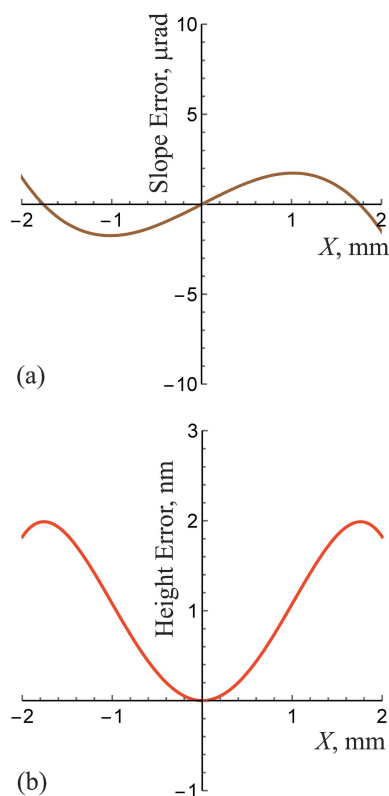 10
5
-2
-1
1
2
-5
-10
Slope Error, μrad
X, mm
(a)
3
2
1
-2
-1
1
2
-1
Height Error, nm
X, mm
(b)